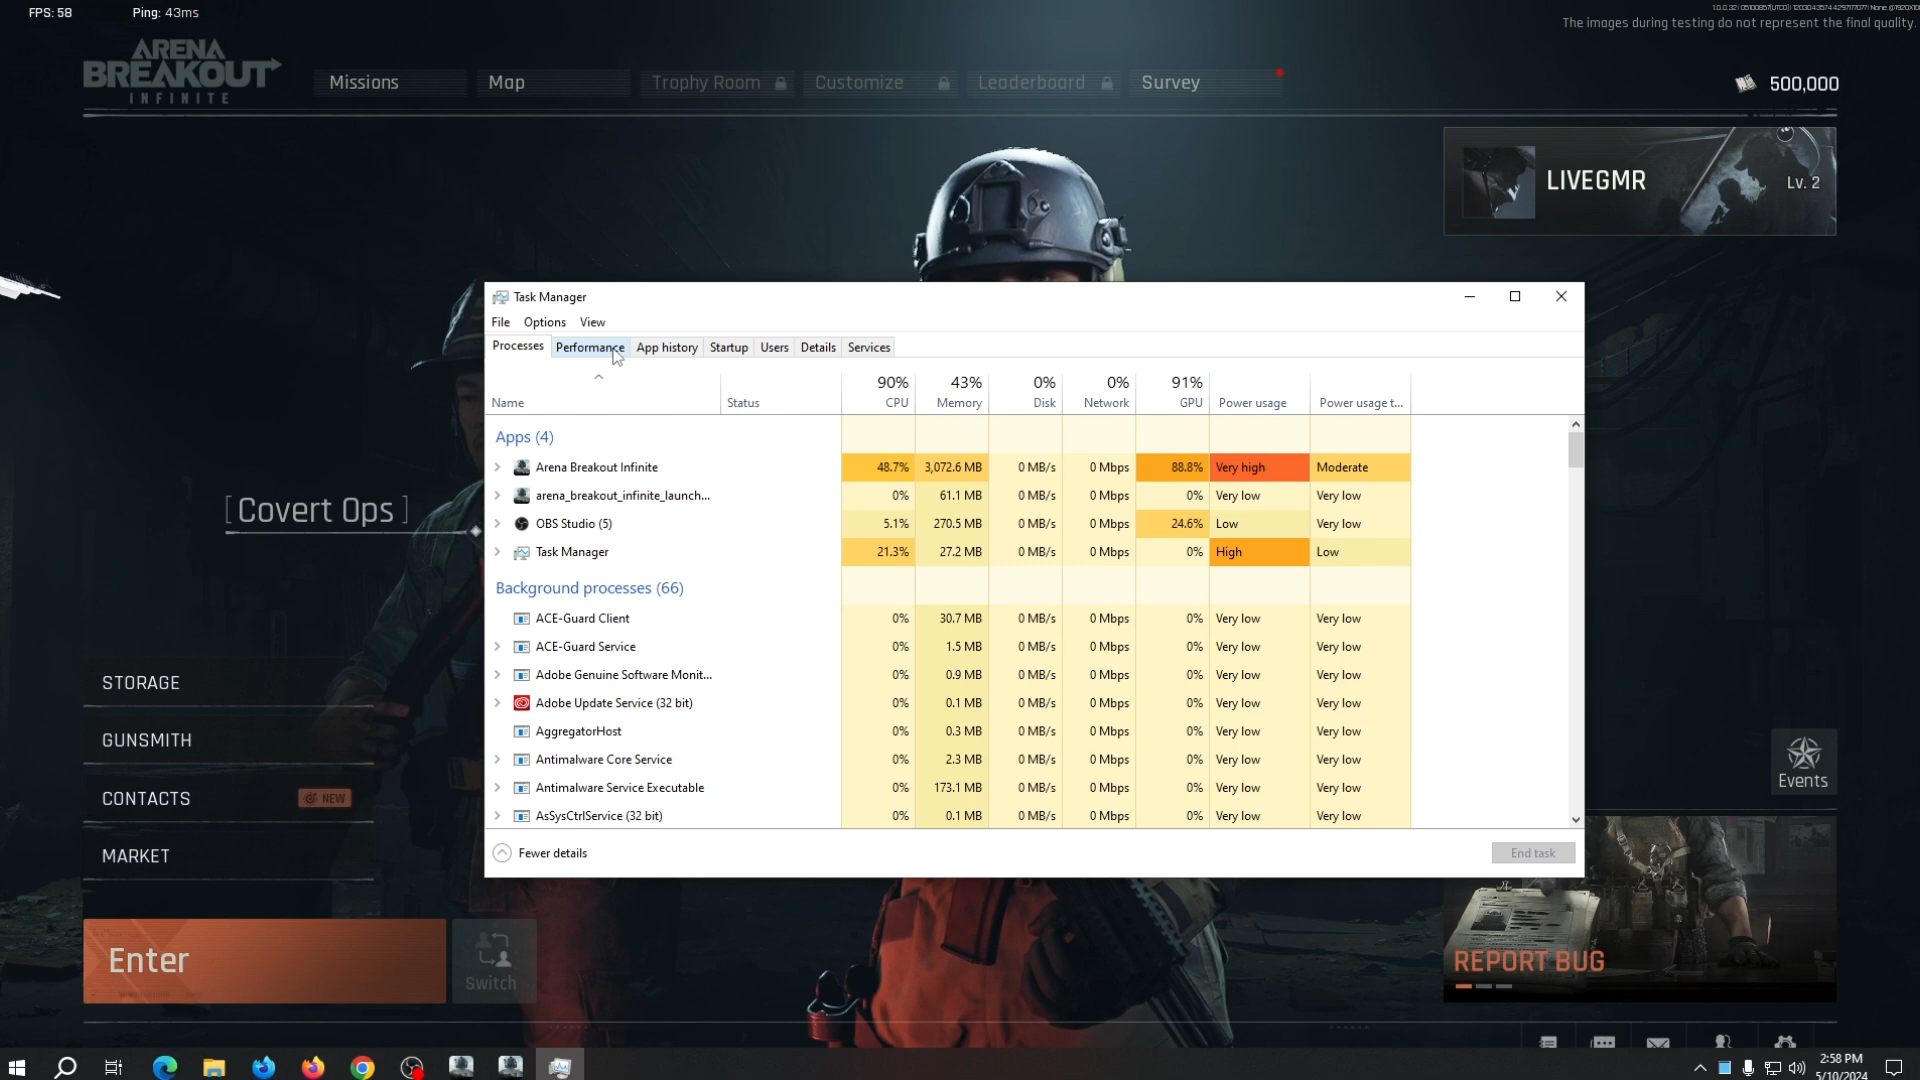 FPS: 58 Ping: 43ms
The images during testing do not represent the final quality.
ARENA
BREAKOUT
INFINITE
Missions Map Trophy Room Customize Leaderboard Survey 500,000
LIVEGMR Lv. 2
Task Manager
File Options View
Processes Performance App history Startup Users Details Services
90% 43% 0% 0% 91%
Name Status CPU Memory Disk Network GPU Power usage Power usage t...
Apps (4)
Arena Breakout Infinite 48.7% 3,072.6 MB 0 MB/s 0 Mbps 88.8% Very high Moderate
arena_breakout_infinite_launch... 0% 61.1 MB 0 MB/s 0 Mbps 0% Very low Very low
OBS Studio (5) 5.1% 270.5 MB 0 MB/s 0 Mbps 24.6% Low Very low
Task Manager 21.3% 27.2 MB 0 MB/s 0 Mbps 0% High Low
Background processes (66)
ACE-Guard Client 0% 30.7 MB 0 MB/s 0 Mbps 0% Very low Very low
ACE-Guard Service 0% 1.5 MB 0 MB/s 0 Mbps 0% Very low Very low
Adobe Genuine Software Monit... 0% 0.9 MB 0 MB/s 0 Mbps 0% Very low Very low
Adobe Update Service (32 bit) 0% 0.1 MB 0 MB/s 0 Mbps 0% Very low Very low
AggregatorHost 0% 0.3 MB 0 MB/s 0 Mbps 0% Very low Very low
Antimalware Core Service 0% 2.3 MB 0 MB/s 0 Mbps 0% Very low Very low
Antimalware Service Executable 0% 173.1 MB 0 MB/s 0 Mbps 0% Very low Very low
AsSysCtrlService (32 bit) 0% 0.1 MB 0 MB/s 0 Mbps 0% Very low Very low
Fewer details End task
[Covert Ops]
STORAGE
GUNSMITH
CONTACTS NEW
MARKET
Enter
Switch
Events
REPORT BUG
2:58 PM
5/10/2024